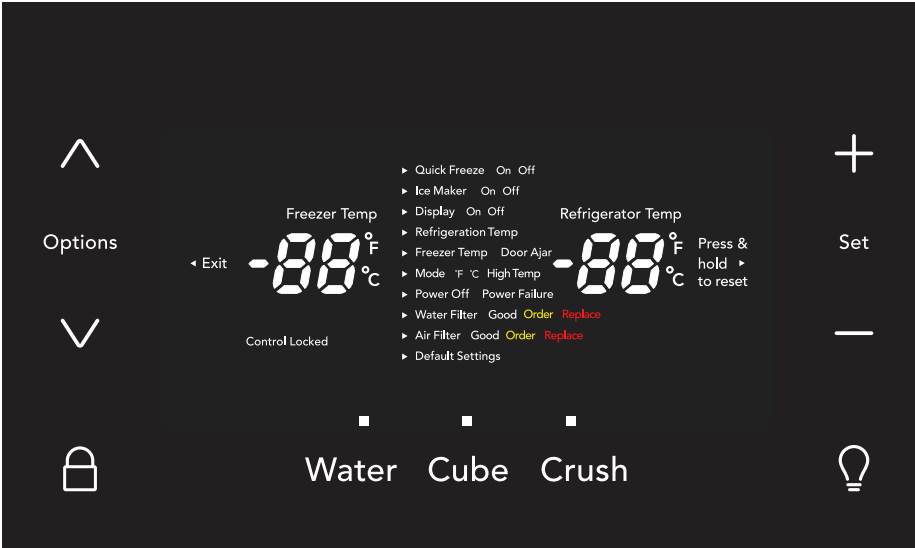 Options
Set
Freezer Temp
-88 °F °C
Refrigerator Temp
-88 °F °C
◂ Exit
Press &
hold ▸
to reset
▸ Quick Freeze On Off
▸ Ice Maker On Off
▸ Display On Off
▸ Refrigeration Temp
▸ Freezer Temp Door Ajar
▸ Mode °F °C High Temp
▸ Power Off Power Failure
▸ Water Filter Good Order Replace
▸ Air Filter Good Order Replace
▸ Default Settings
Control Locked
Water Cube Crush